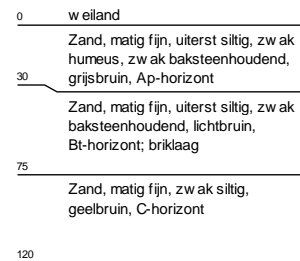 0 weiland
Zand, matig fijn, uiterst siltig, zwak
humeus, zwak baksteenhoudend,
grijsbruin, Ap-horizont
30
Zand, matig fijn, uiterst siltig, zwak
baksteenhoudend, lichtbruin,
Bt-horizont; briklaag
75
Zand, matig fijn, zwak siltig,
geelbruin, C-horizont
120